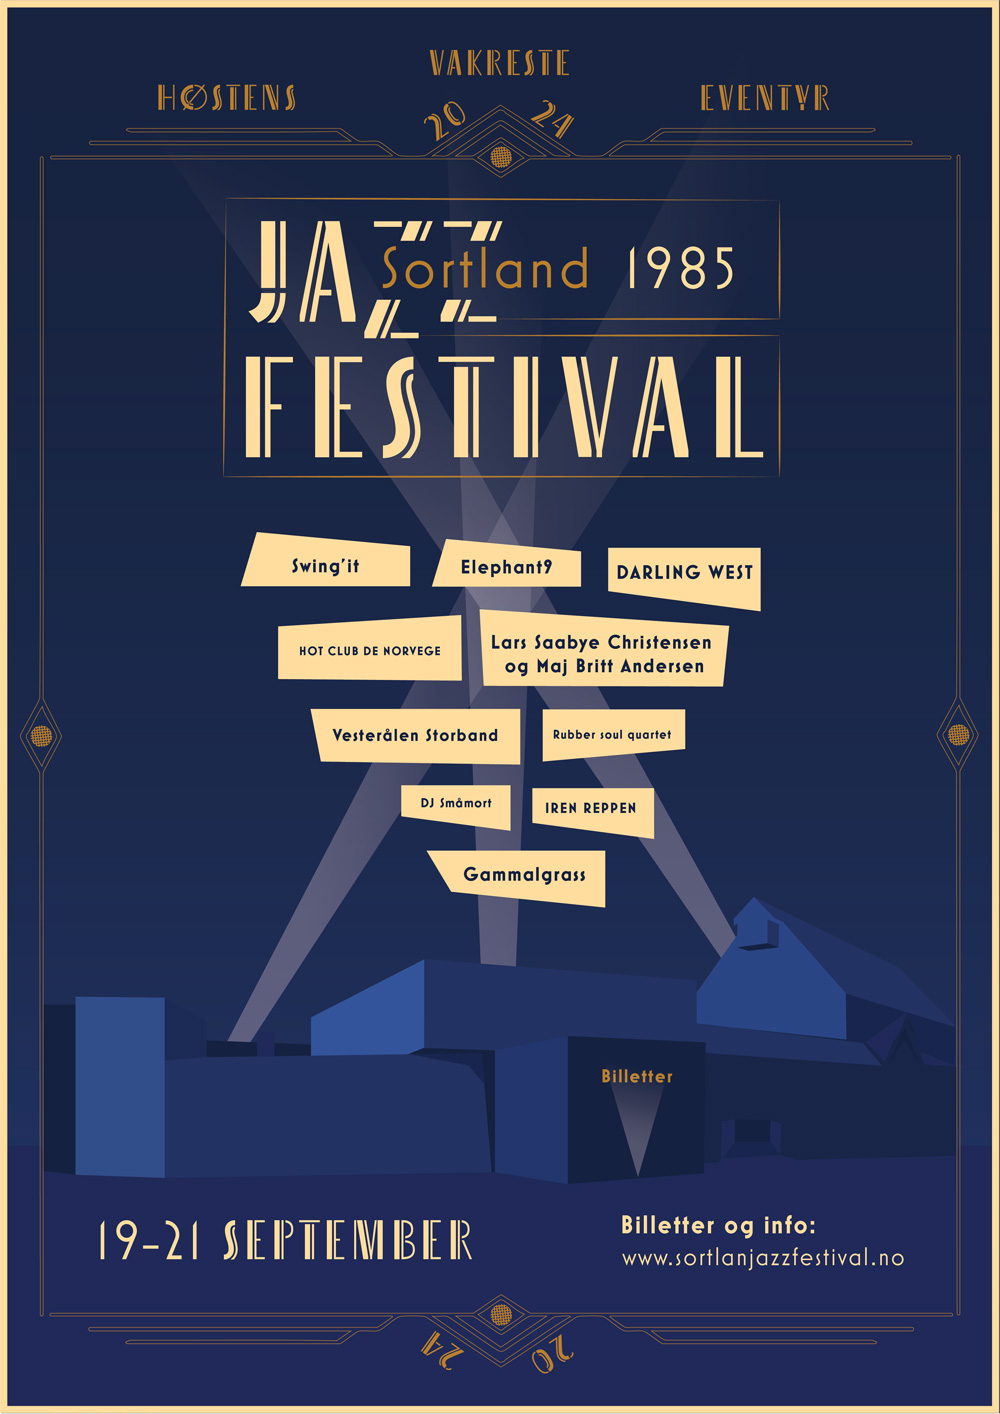 VAKRESTE
HØSTENS
EVENTYR
20 24
JAZZ
Sortland 1985
FESTIVAL
Swing'it
Elephant9
DARLING WEST
HOT CLUB DE NORVEGE
Lars Saabye Christensen
og Maj Britt Andersen
Vesterålen Storband
Rubber soul quartet
DJ Småmort
IREN REPPEN
Gammalgrass
Billetter
19-21 SEPTEMBER
Billetter og info:
www.sortlanjazzfestival.no
20 24